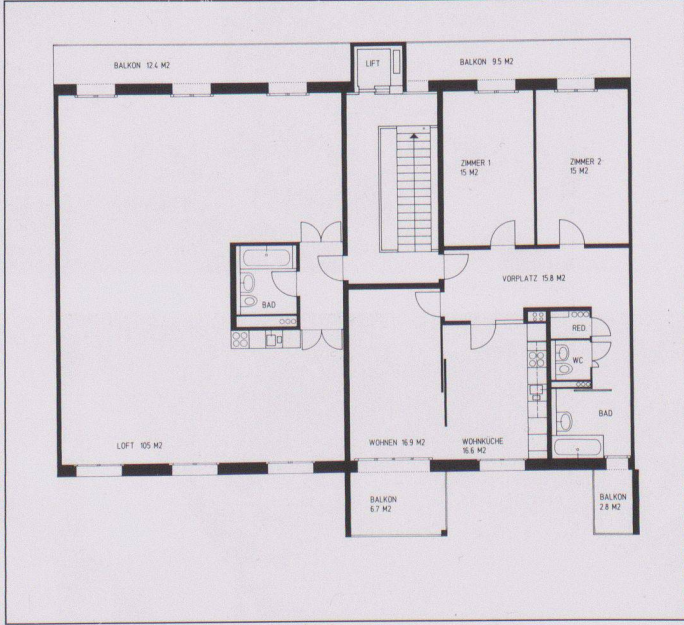 BALKON 12.4 M2
LIFT
BALKON 9.5 M2
ZIMMER 1
15 M2
ZIMMER 2
15 M2
VORPLATZ 15.8 M2
BAD
RED.
WC
BAD
LOFT 105 M2
WOHNEN 16.9 M2
WOHNKÜCHE
16.6 M2
BALKON
6.7 M2
BALKON
2.8 M2